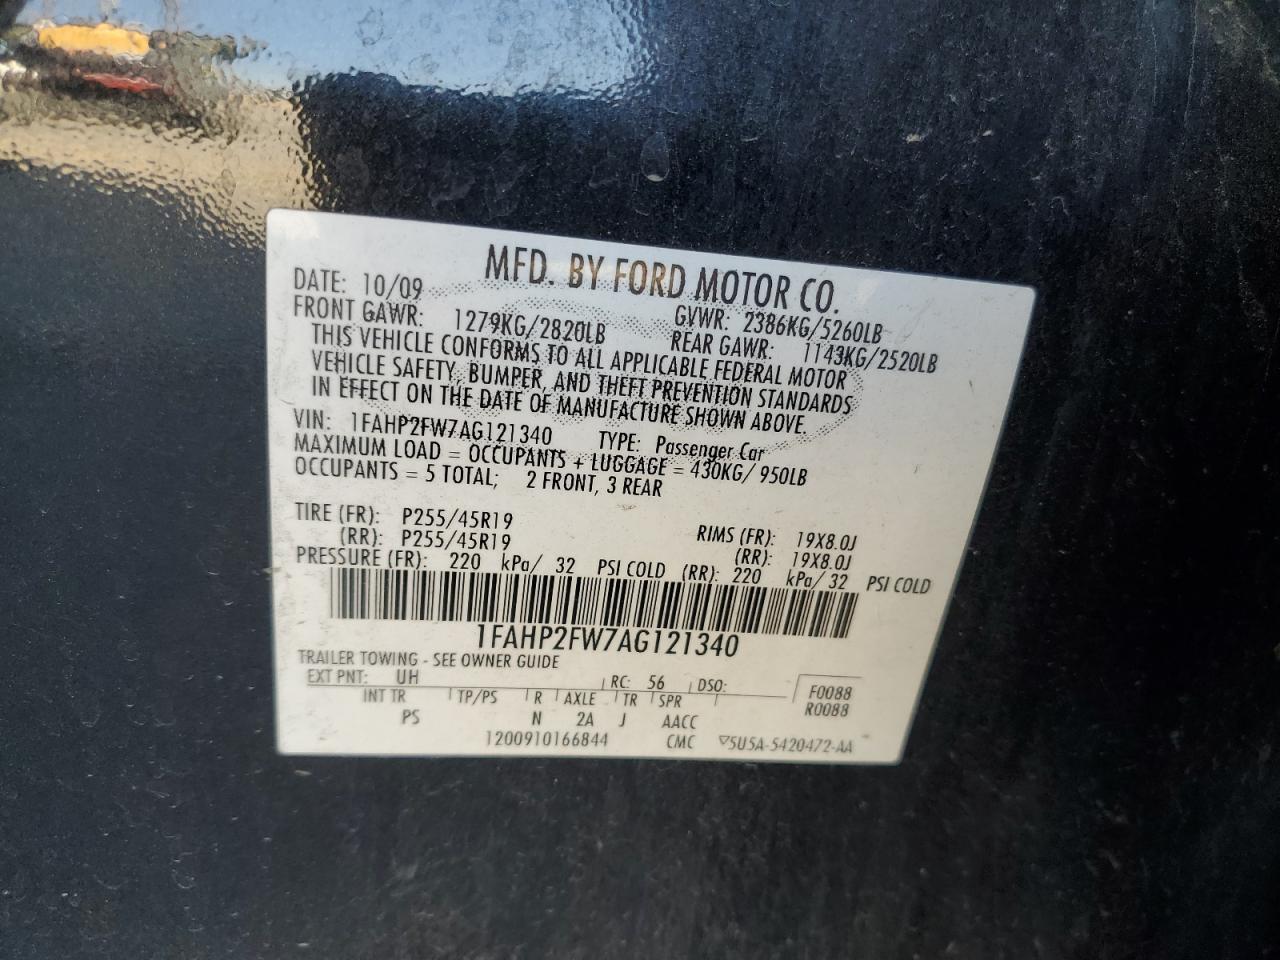 MFD. BY FORD MOTOR CO.
DATE: 10/09 GVWR: 2386KG/5260LB
FRONT GAWR: 1279KG/2820LB REAR GAWR: 1143KG/2520LB
THIS VEHICLE CONFORMS TO ALL APPLICABLE FEDERAL MOTOR
VEHICLE SAFETY, BUMPER, AND THEFT PREVENTION STANDARDS
IN EFFECT ON THE DATE OF MANUFACTURE SHOWN ABOVE.
VIN: 1FAHP2FW7AG121340 TYPE: Passenger Car
MAXIMUM LOAD = OCCUPANTS + LUGGAGE = 430KG/ 950LB
OCCUPANTS = 5 TOTAL; 2 FRONT, 3 REAR
TIRE (FR): P255/45R19 RIMS (FR): 19X8.0J
(RR): P255/45R19 (RR): 19X8.0J
PRESSURE (FR): 220 kPa/ 32 PSI COLD (RR): 220 kPa/ 32 PSI COLD
1FAHP2FW7AG121340
TRAILER TOWING - SEE OWNER GUIDE
EXT PNT: UH RC: 56 DSO: F0088
INT TR TP/PS R AXLE TR SPR R0088
PS N 2A J AACC
1200910166844 CMC ▽5U5A-5420472-AA